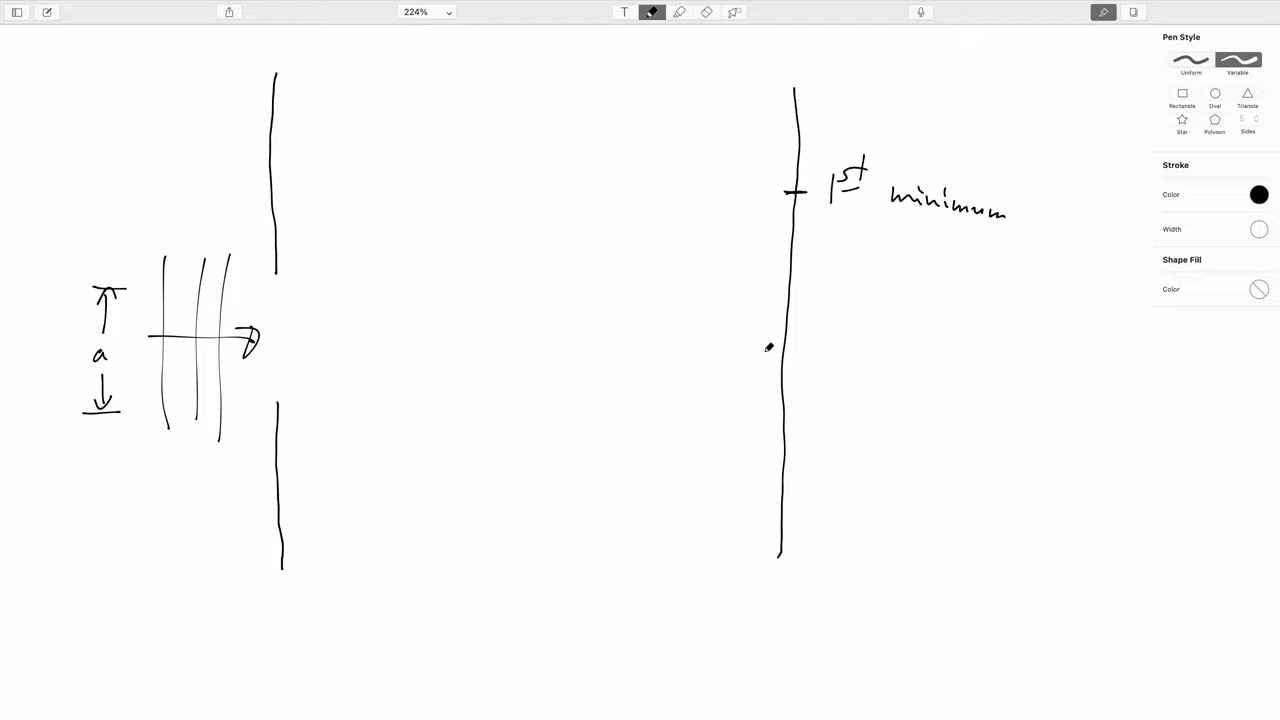 224%
T
Pen Style
Uniform
Variable
Rectangle
Oval
Triangle
5
Star
Polygon
Sides
Stroke
Color
Width
Shape Fill
Color
1st minimum
a